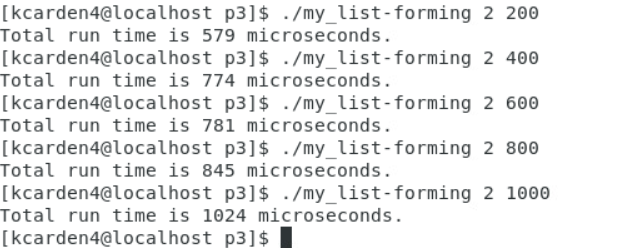 [kcarden4@localhost p3]$ ./my_list-forming 2 200
Total run time is 579 microseconds.
[kcarden4@localhost p3]$ ./my_list-forming 2 400
Total run time is 774 microseconds.
[kcarden4@localhost p3]$ ./my_list-forming 2 600
Total run time is 781 microseconds.
[kcarden4@localhost p3]$ ./my_list-forming 2 800
Total run time is 845 microseconds.
[kcarden4@localhost p3]$ ./my_list-forming 2 1000
Total run time is 1024 microseconds.
[kcarden4@localhost p3]$